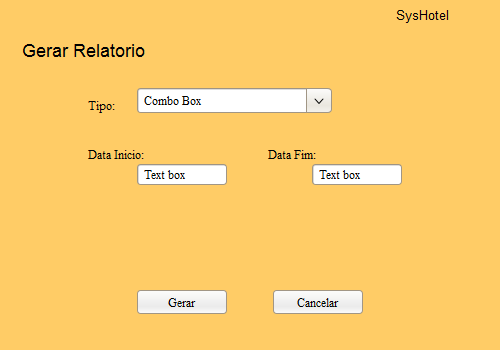 SysHotel
Gerar Relatorio
Tipo: Combo Box
Data Inicio: Data Fim:
Text box Text box
Gerar Cancelar